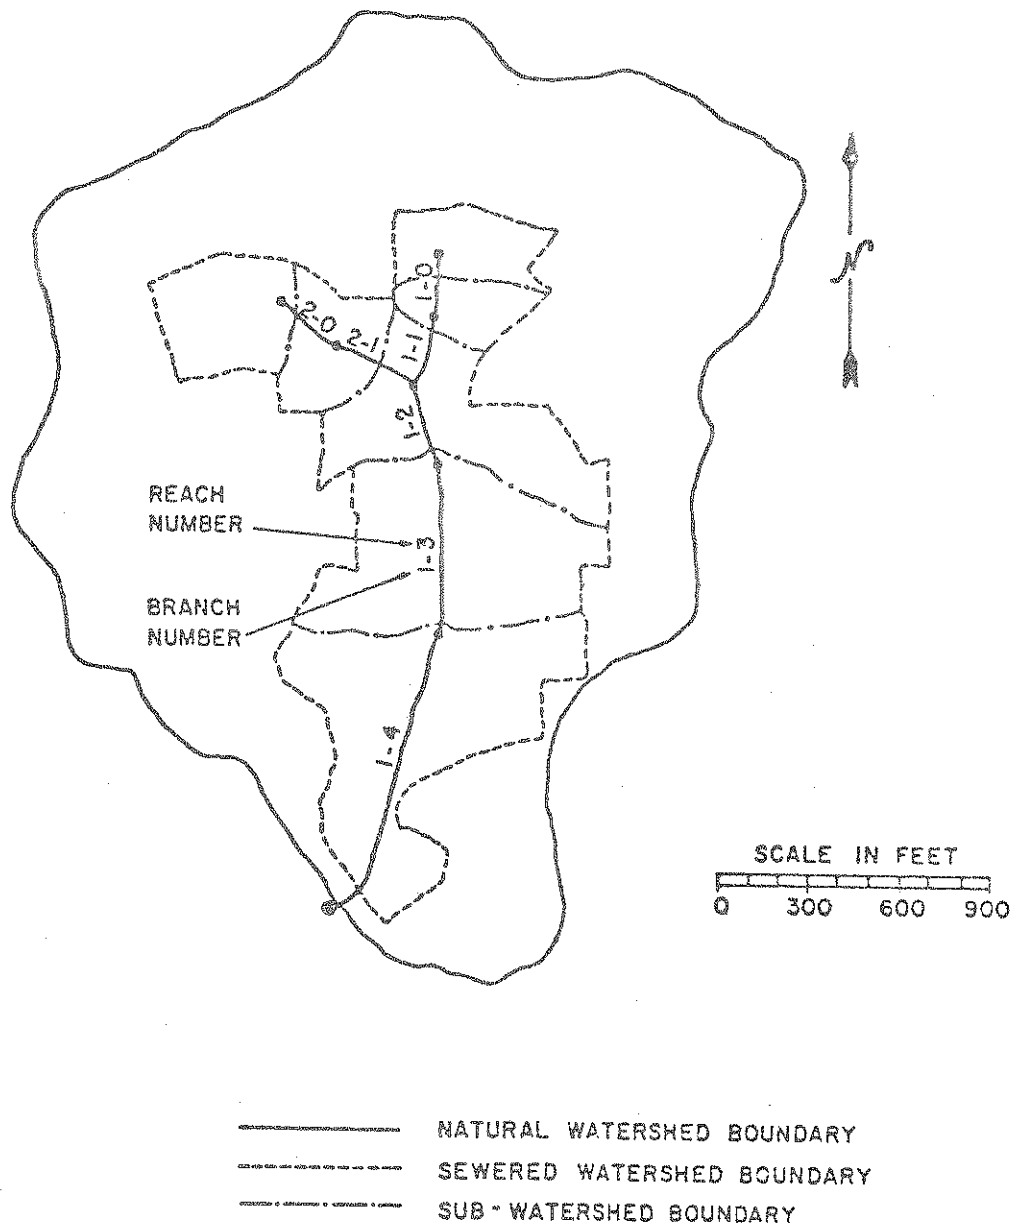 N
1-0
2-0
2-1
1-1
1-2
REACH
NUMBER
1-3
BRANCH
NUMBER
1-4
SCALE IN FEET
0 300 600 900
NATURAL WATERSHED BOUNDARY
SEWERED WATERSHED BOUNDARY
SUB-WATERSHED BOUNDARY